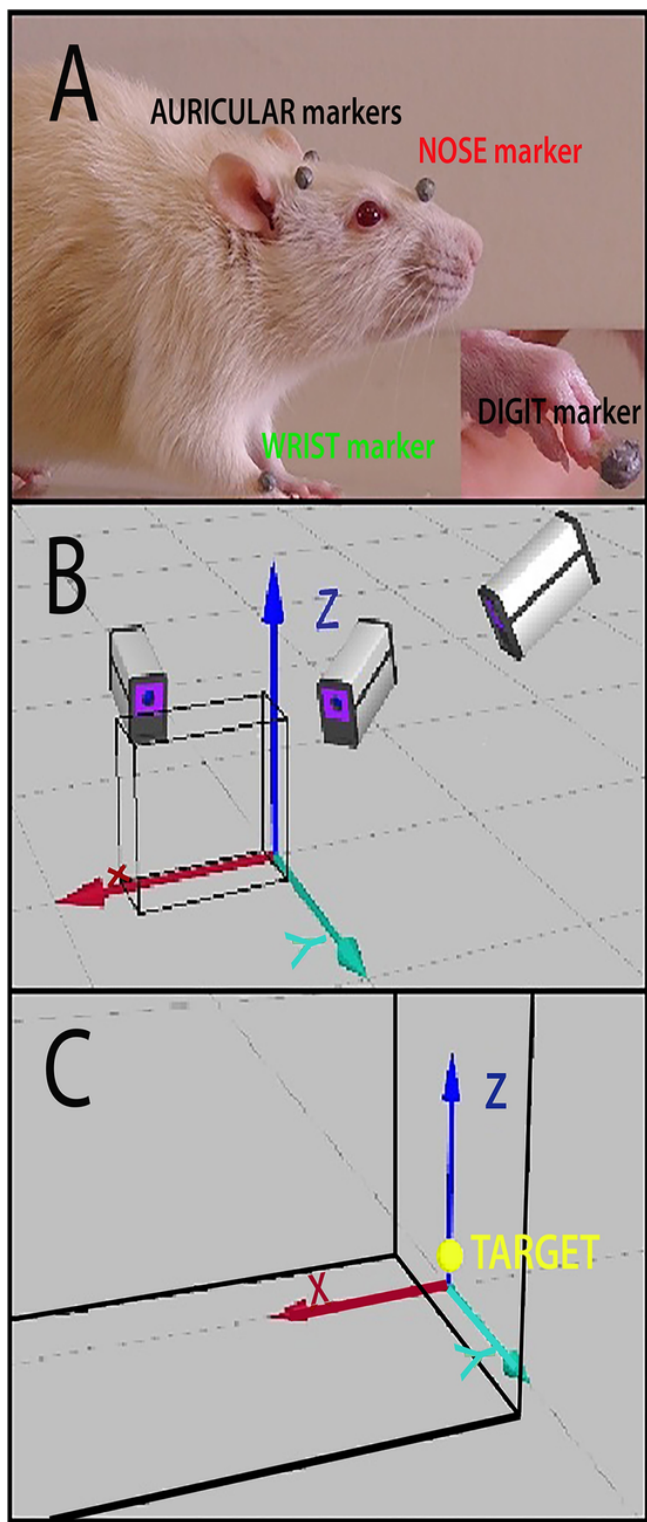 A
AURICULAR markers
NOSE marker
DIGIT marker
WRIST marker
B
Z
X
Y
C
Z
TARGET
X
Y